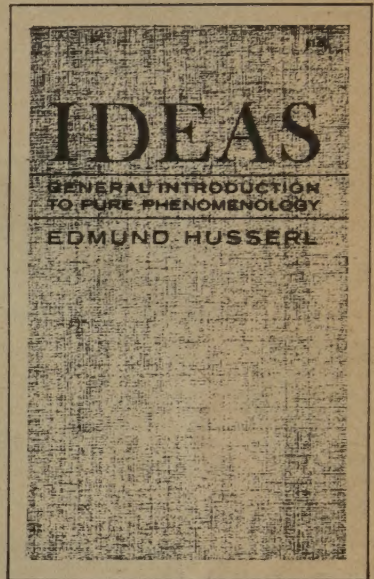 IDEAS
GENERAL INTRODUCTION
TO PURE PHENOMENOLOGY
EDMUND HUSSERL